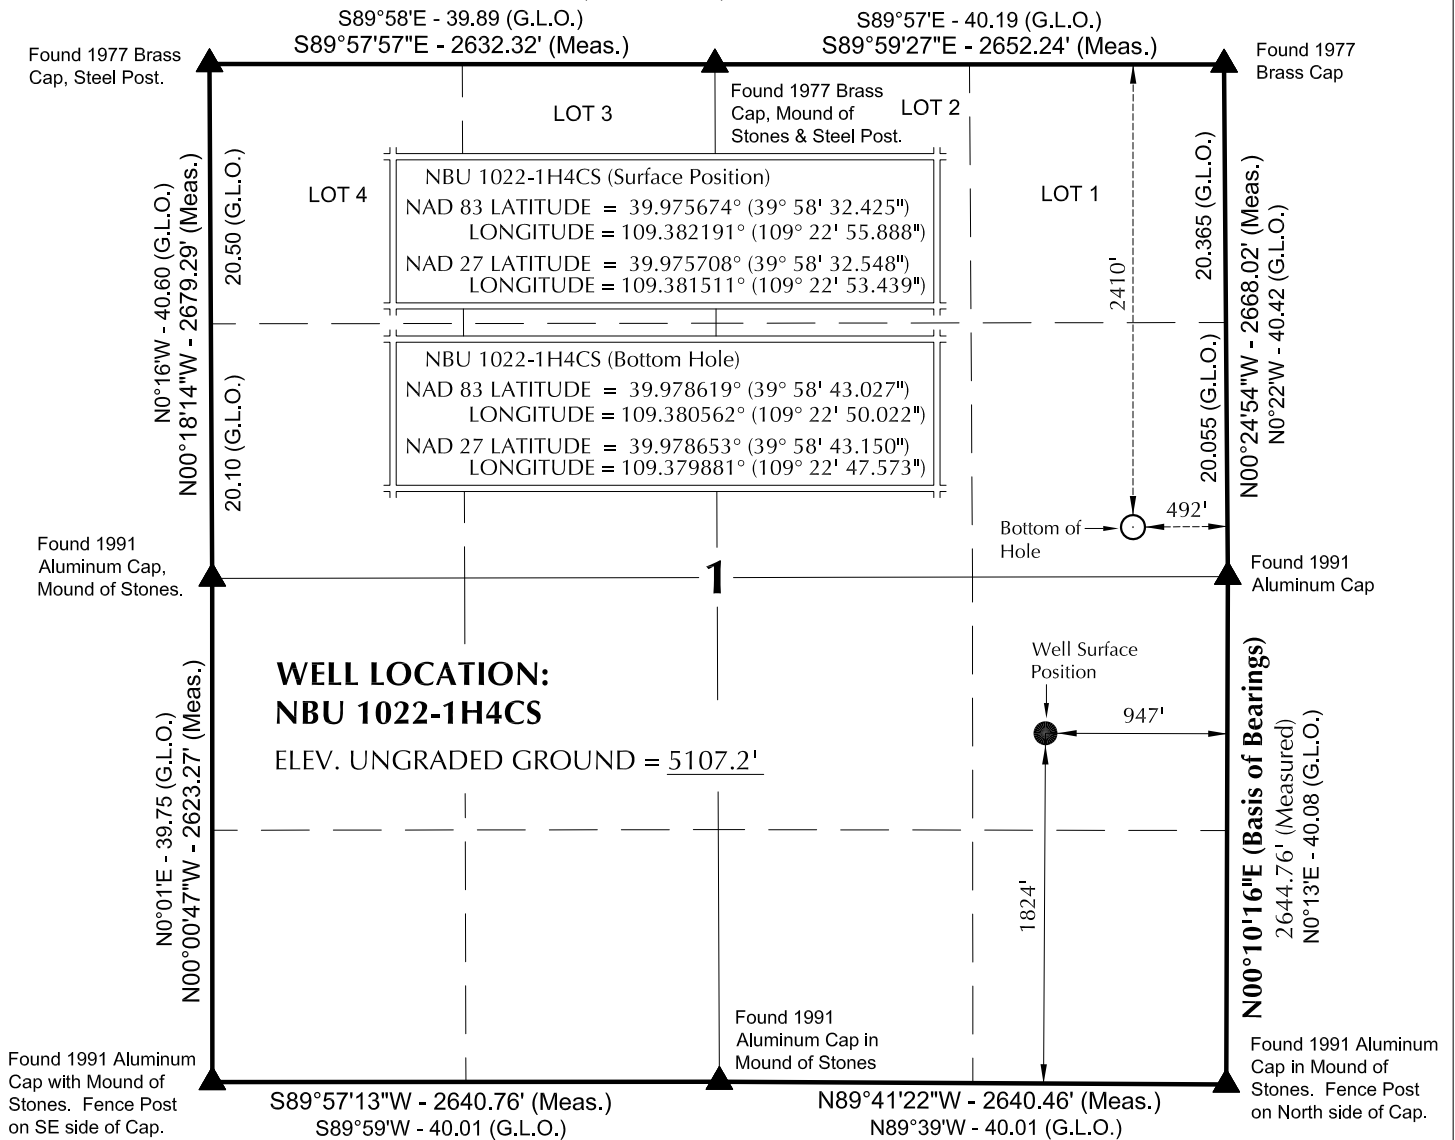 S89°58'E - 39.89 (G.L.O.)
S89°57'57"E - 2632.32' (Meas.)
S89°57'E - 40.19 (G.L.O.)
S89°59'27"E - 2652.24' (Meas.)
Found 1977 Brass
Cap, Steel Post.
Found 1977
Brass Cap
Found 1977 Brass
Cap, Mound of
Stones & Steel Post.
LOT 3
LOT 2
LOT 4
LOT 1
NBU 1022-1H4CS (Surface Position)
NAD 83 LATITUDE = 39.975674° (39° 58' 32.425")
LONGITUDE = 109.382191° (109° 22' 55.888")
NAD 27 LATITUDE = 39.975708° (39° 58' 32.548")
LONGITUDE = 109.381511° (109° 22' 53.439")
NBU 1022-1H4CS (Bottom Hole)
NAD 83 LATITUDE = 39.978619° (39° 58' 43.027")
LONGITUDE = 109.380562° (109° 22' 50.022")
NAD 27 LATITUDE = 39.978653° (39° 58' 43.150")
LONGITUDE = 109.379881° (109° 22' 47.573")
N0°16'W - 40.60 (G.L.O.)
N00°18'14"W - 2679.29' (Meas.)
20.50 (G.L.O.)
20.10 (G.L.O.)
2410'
20.365 (G.L.O.)
20.055 (G.L.O.)
N00°24'54"W - 2668.02' (Meas.)
N0°22'W - 40.42 (G.L.O.)
Bottom of
Hole
492'
Found 1991
Aluminum Cap,
Mound of Stones.
1
Found 1991
Aluminum Cap
WELL LOCATION:
NBU 1022-1H4CS
ELEV. UNGRADED GROUND = 5107.2'
Well Surface
Position
947'
1824'
N0°01'E - 39.75 (G.L.O.)
N00°00'47"W - 2623.27' (Meas.)
N00°10'16"E (Basis of Bearings)
2644.76' (Measured)
N0°13'E - 40.08 (G.L.O.)
Found 1991 Aluminum
Cap with Mound of
Stones. Fence Post
on SE side of Cap.
Found 1991
Aluminum Cap in
Mound of Stones
Found 1991 Aluminum
Cap in Mound of
Stones. Fence Post
on North side of Cap.
S89°57'13"W - 2640.76' (Meas.)
S89°59'W - 40.01 (G.L.O.)
N89°41'22"W - 2640.46' (Meas.)
N89°39'W - 40.01 (G.L.O.)